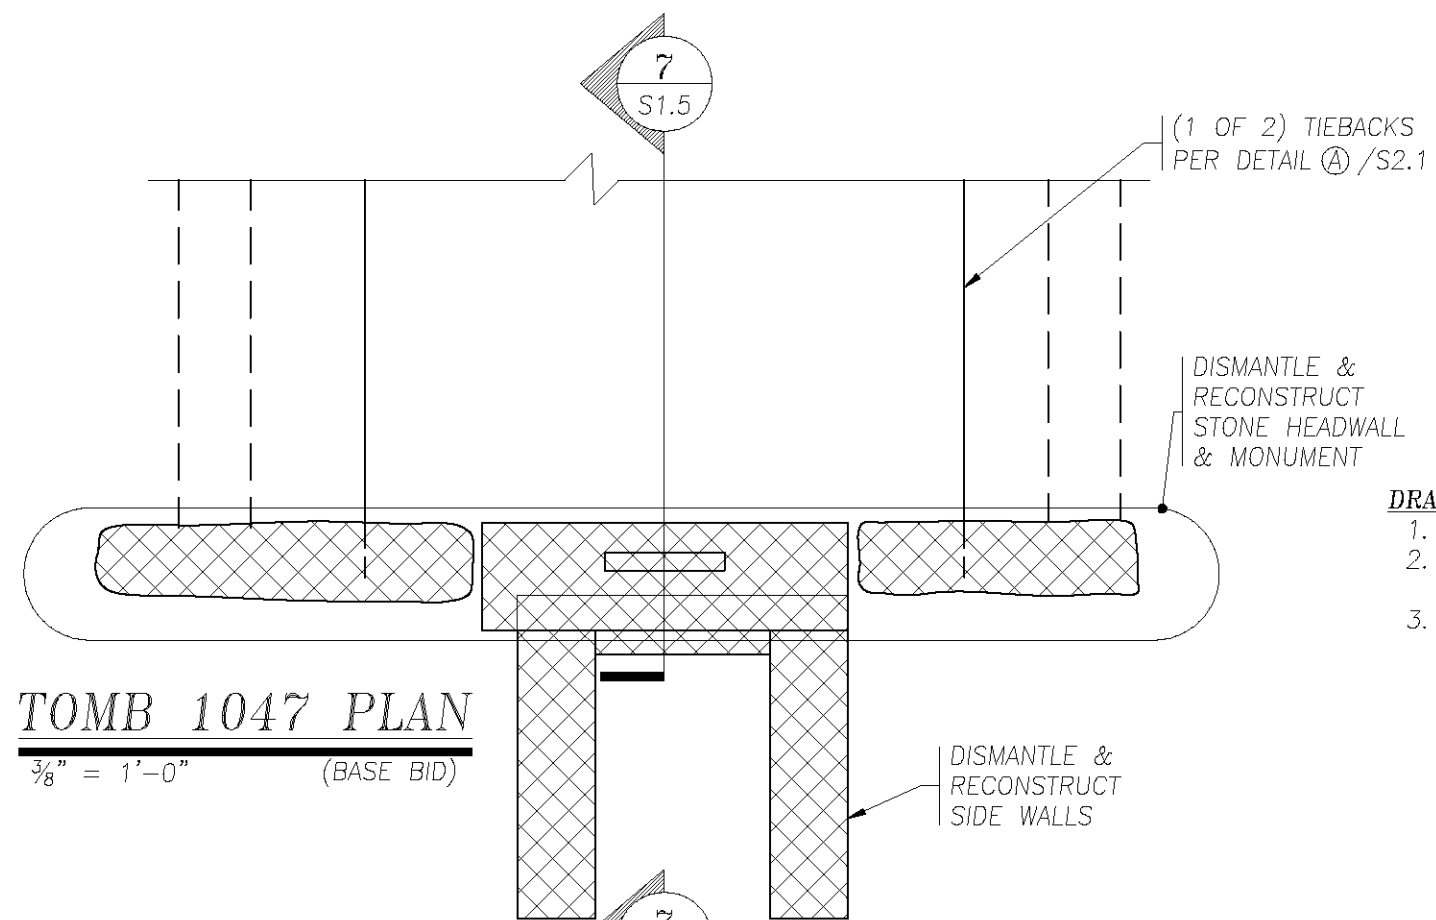 7
S1.5
(1 OF 2) TIEBACKS
PER DETAIL Ⓐ /S2.1
DISMANTLE &
RECONSTRUCT
STONE HEADWALL
& MONUMENT
DRA
1.
2.
3.
TOMB 1047 PLAN
3/8" = 1'-0" (BASE BID)
DISMANTLE &
RECONSTRUCT
SIDE WALLS
7